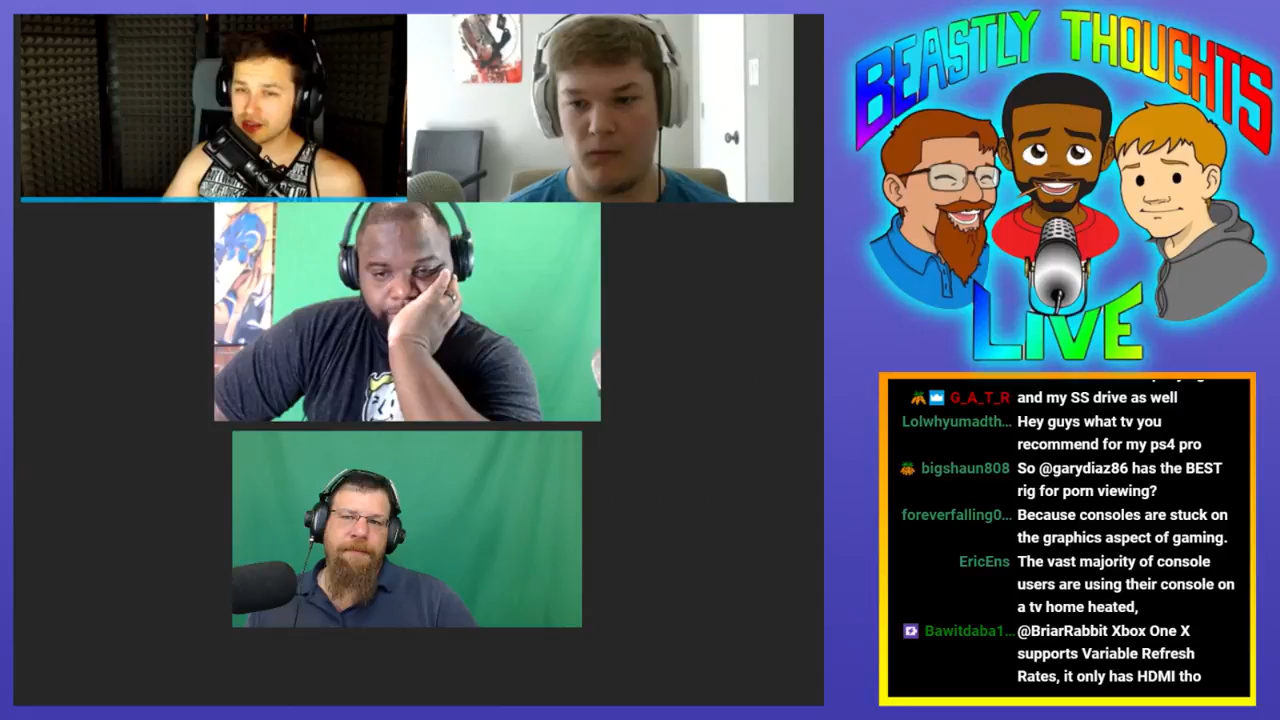 BEASTLY THOUGHTS
LIVE
G_A_T_R and my SS drive as well
Lolwhyumadth... Hey guys what tv you
recommend for my ps4 pro
bigshaun808 So @garydiaz86 has the BEST
rig for porn viewing?
foreverfalling0... Because consoles are stuck on
the graphics aspect of gaming.
EricEns The vast majority of console
users are using their console on
a tv home heated,
Bawitdaba1... @BriarRabbit Xbox One X
supports Variable Refresh
Rates, it only has HDMI tho